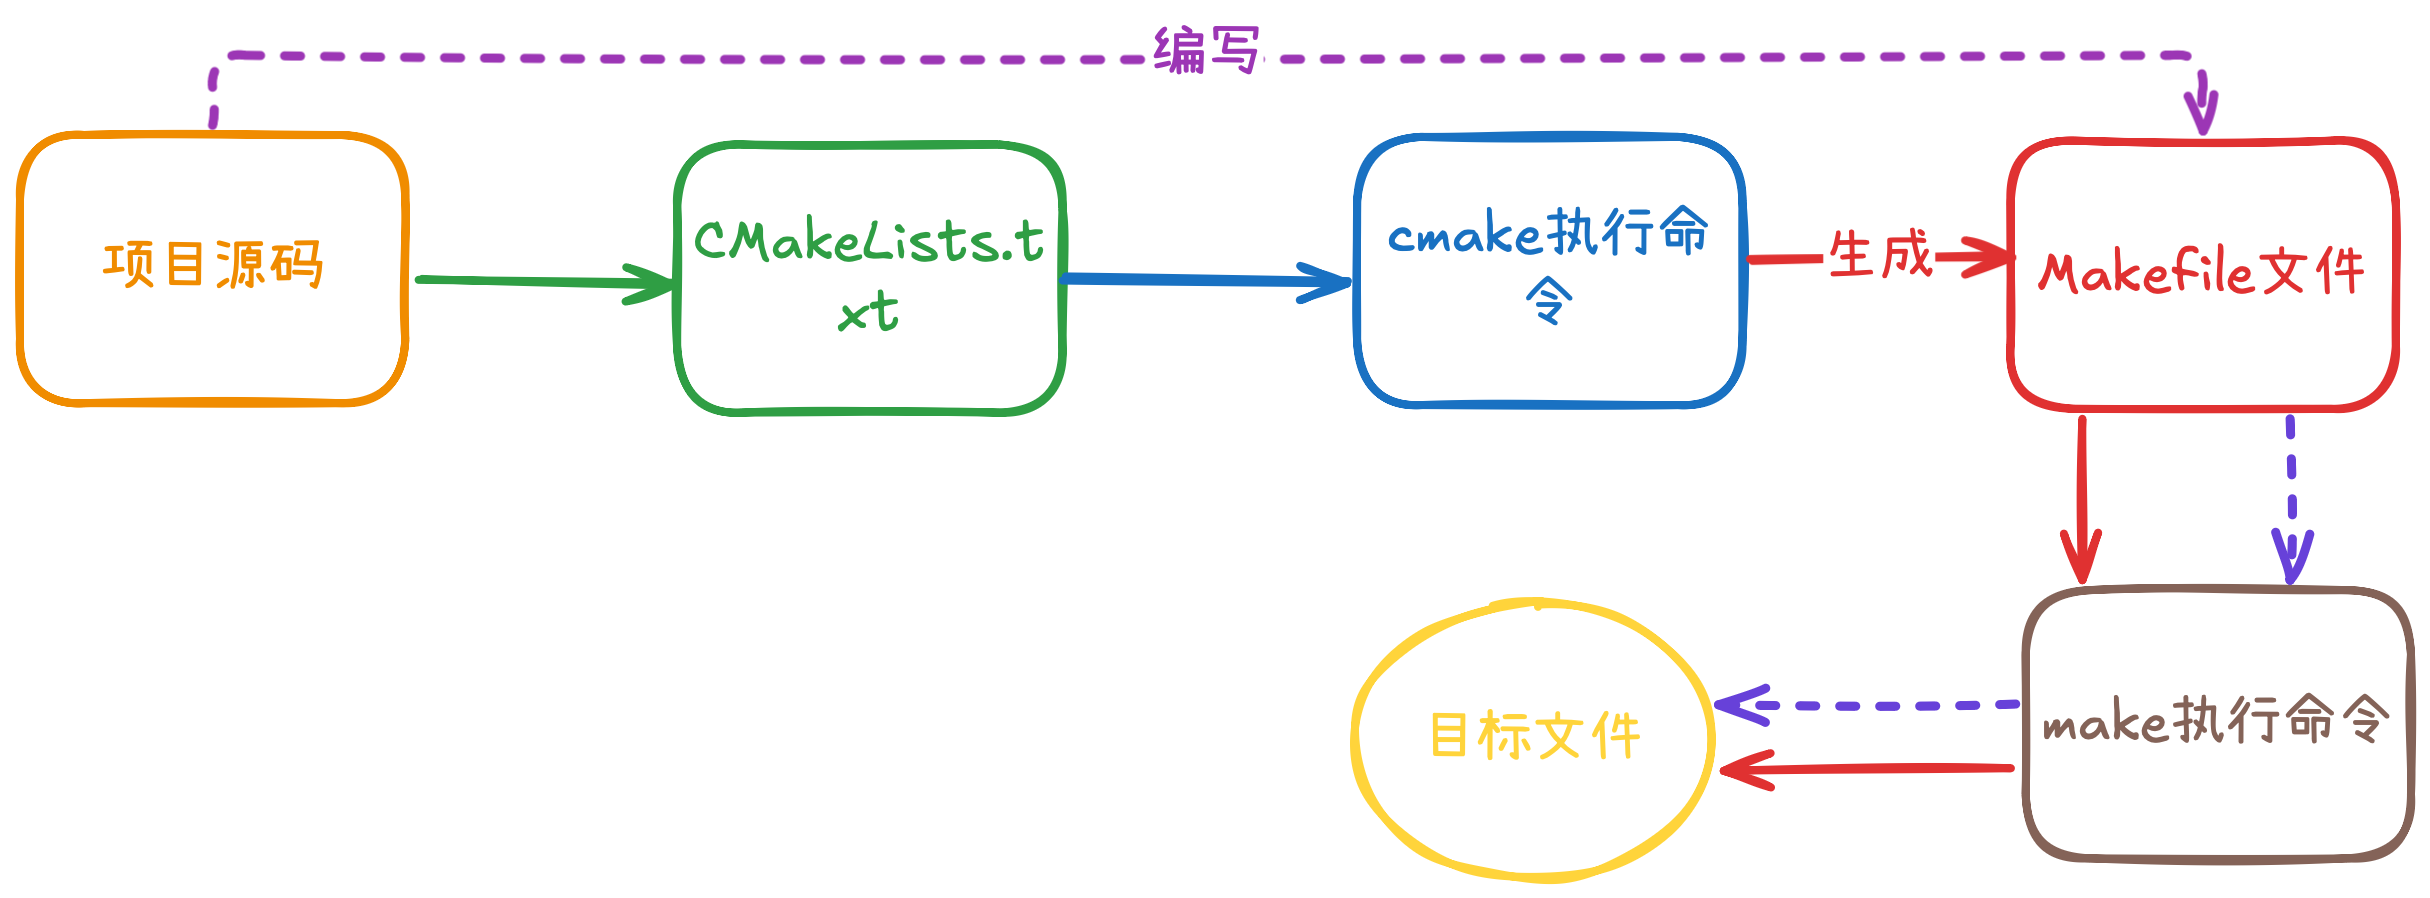 编写
项目源码
CMakeLists.t
xt
cmake执行命
令
生成
Makefile文件
目标文件
make执行命令